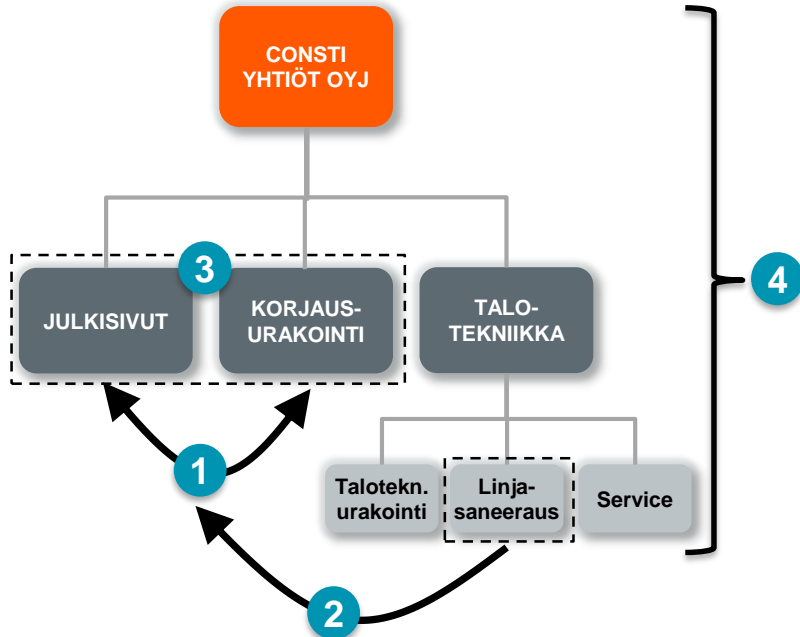 CONSTI
YHTIÖT OYJ
3
4
JULKISIVUT
KORJAUS-
URAKOINTI
TALO-
TEKNIIKKA
1
Talotekn.
urakointi
Linja-
saneeraus
Service
2